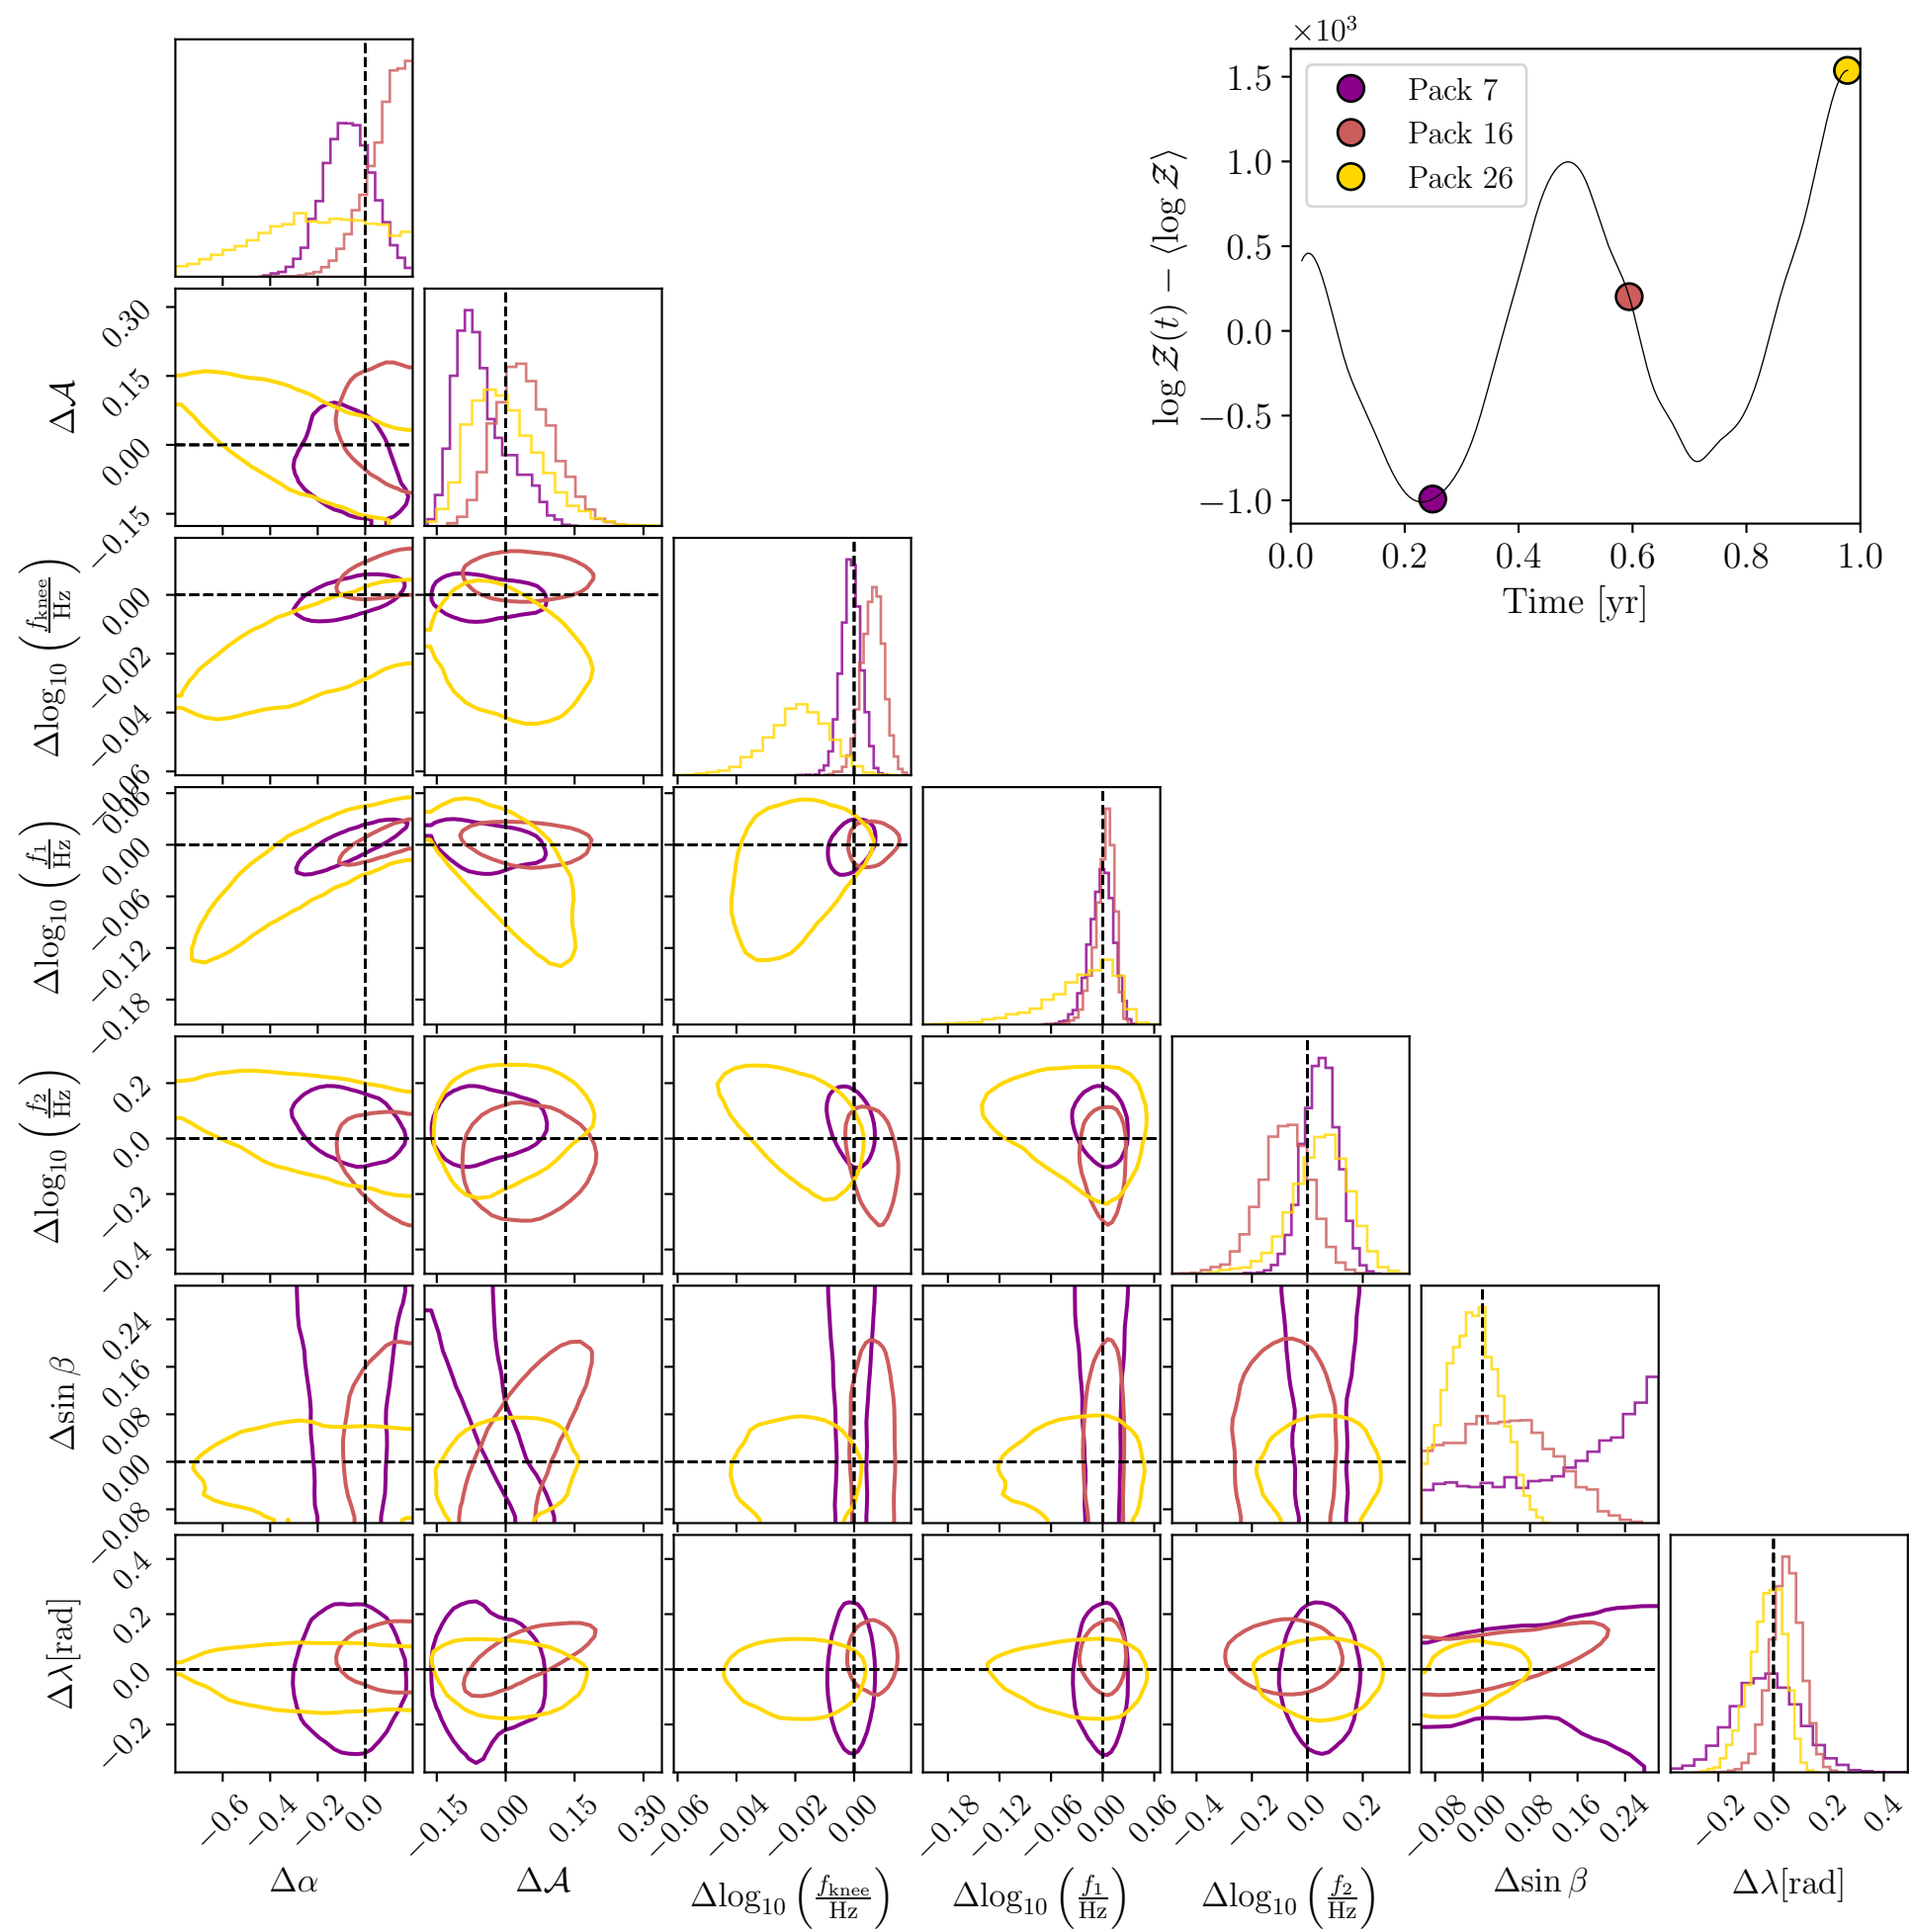 ×10³
1.5
1.0
0.5
0.0
−0.5
−1.0
log 𝒵(t) − ⟨log 𝒵⟩
Pack 7
Pack 16
Pack 26
0.0 0.2 0.4 0.6 0.8 1.0
Time [yr]
Δ𝒜
0.30
0.15
0.00
−0.15
Δlog₁₀ (f_knee/Hz)
0.00
−0.02
−0.04
−0.06
Δlog₁₀ (f₁/Hz)
0.06
0.00
−0.06
−0.12
−0.18
Δlog₁₀ (f₂/Hz)
0.2
0.0
−0.2
−0.4
Δsin β
0.24
0.16
0.08
0.00
−0.08
Δλ[rad]
0.4
0.2
0.0
−0.2
−0.6 −0.4 −0.2 0.0
−0.15 0.00 0.15 0.30
−0.06 −0.04 −0.02 0.00
−0.18 −0.12 −0.06 0.00 0.06
−0.4 −0.2 0.0 0.2
−0.08 0.00 0.08 0.16 0.24
−0.2 0.0 0.2 0.4
Δα
Δ𝒜
Δlog₁₀ (f_knee/Hz)
Δlog₁₀ (f₁/Hz)
Δlog₁₀ (f₂/Hz)
Δsin β
Δλ[rad]